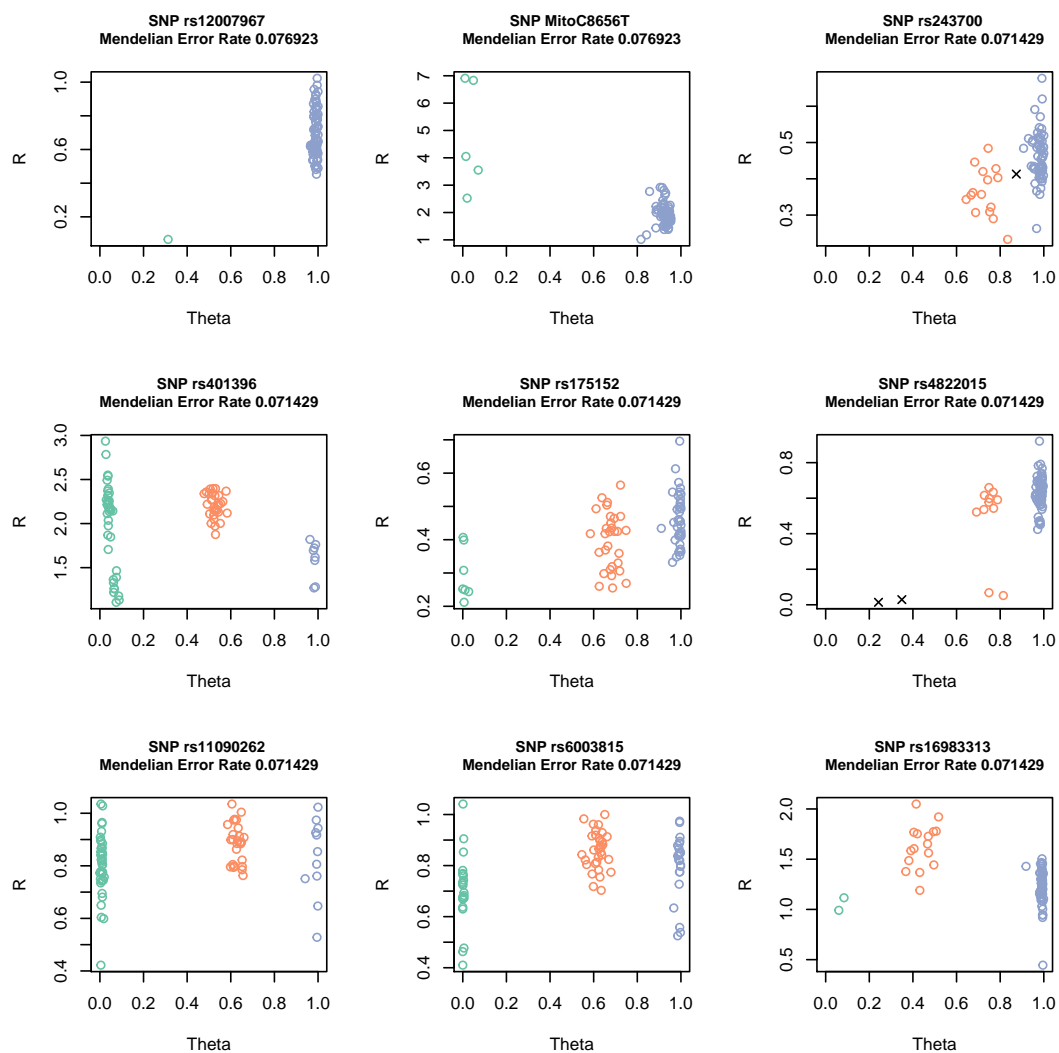 SNP rs12007967
Mendelian Error Rate 0.076923
R
1.0
0.6
0.2
0.0 0.2 0.4 0.6 0.8 1.0
Theta
SNP MitoC8656T
Mendelian Error Rate 0.076923
R
7
6
5
4
3
2
1
0.0 0.2 0.4 0.6 0.8 1.0
Theta
SNP rs243700
Mendelian Error Rate 0.071429
R
0.5
0.3
0.0 0.2 0.4 0.6 0.8 1.0
Theta
SNP rs401396
Mendelian Error Rate 0.071429
R
3.0
2.5
2.0
1.5
0.0 0.2 0.4 0.6 0.8 1.0
Theta
SNP rs175152
Mendelian Error Rate 0.071429
R
0.6
0.4
0.2
0.0 0.2 0.4 0.6 0.8 1.0
Theta
SNP rs4822015
Mendelian Error Rate 0.071429
R
0.8
0.4
0.0
0.0 0.2 0.4 0.6 0.8 1.0
Theta
SNP rs11090262
Mendelian Error Rate 0.071429
R
1.0
0.8
0.6
0.4
0.0 0.2 0.4 0.6 0.8 1.0
Theta
SNP rs6003815
Mendelian Error Rate 0.071429
R
1.0
0.8
0.6
0.4
0.0 0.2 0.4 0.6 0.8 1.0
Theta
SNP rs16983313
Mendelian Error Rate 0.071429
R
2.0
1.5
1.0
0.5
0.0 0.2 0.4 0.6 0.8 1.0
Theta